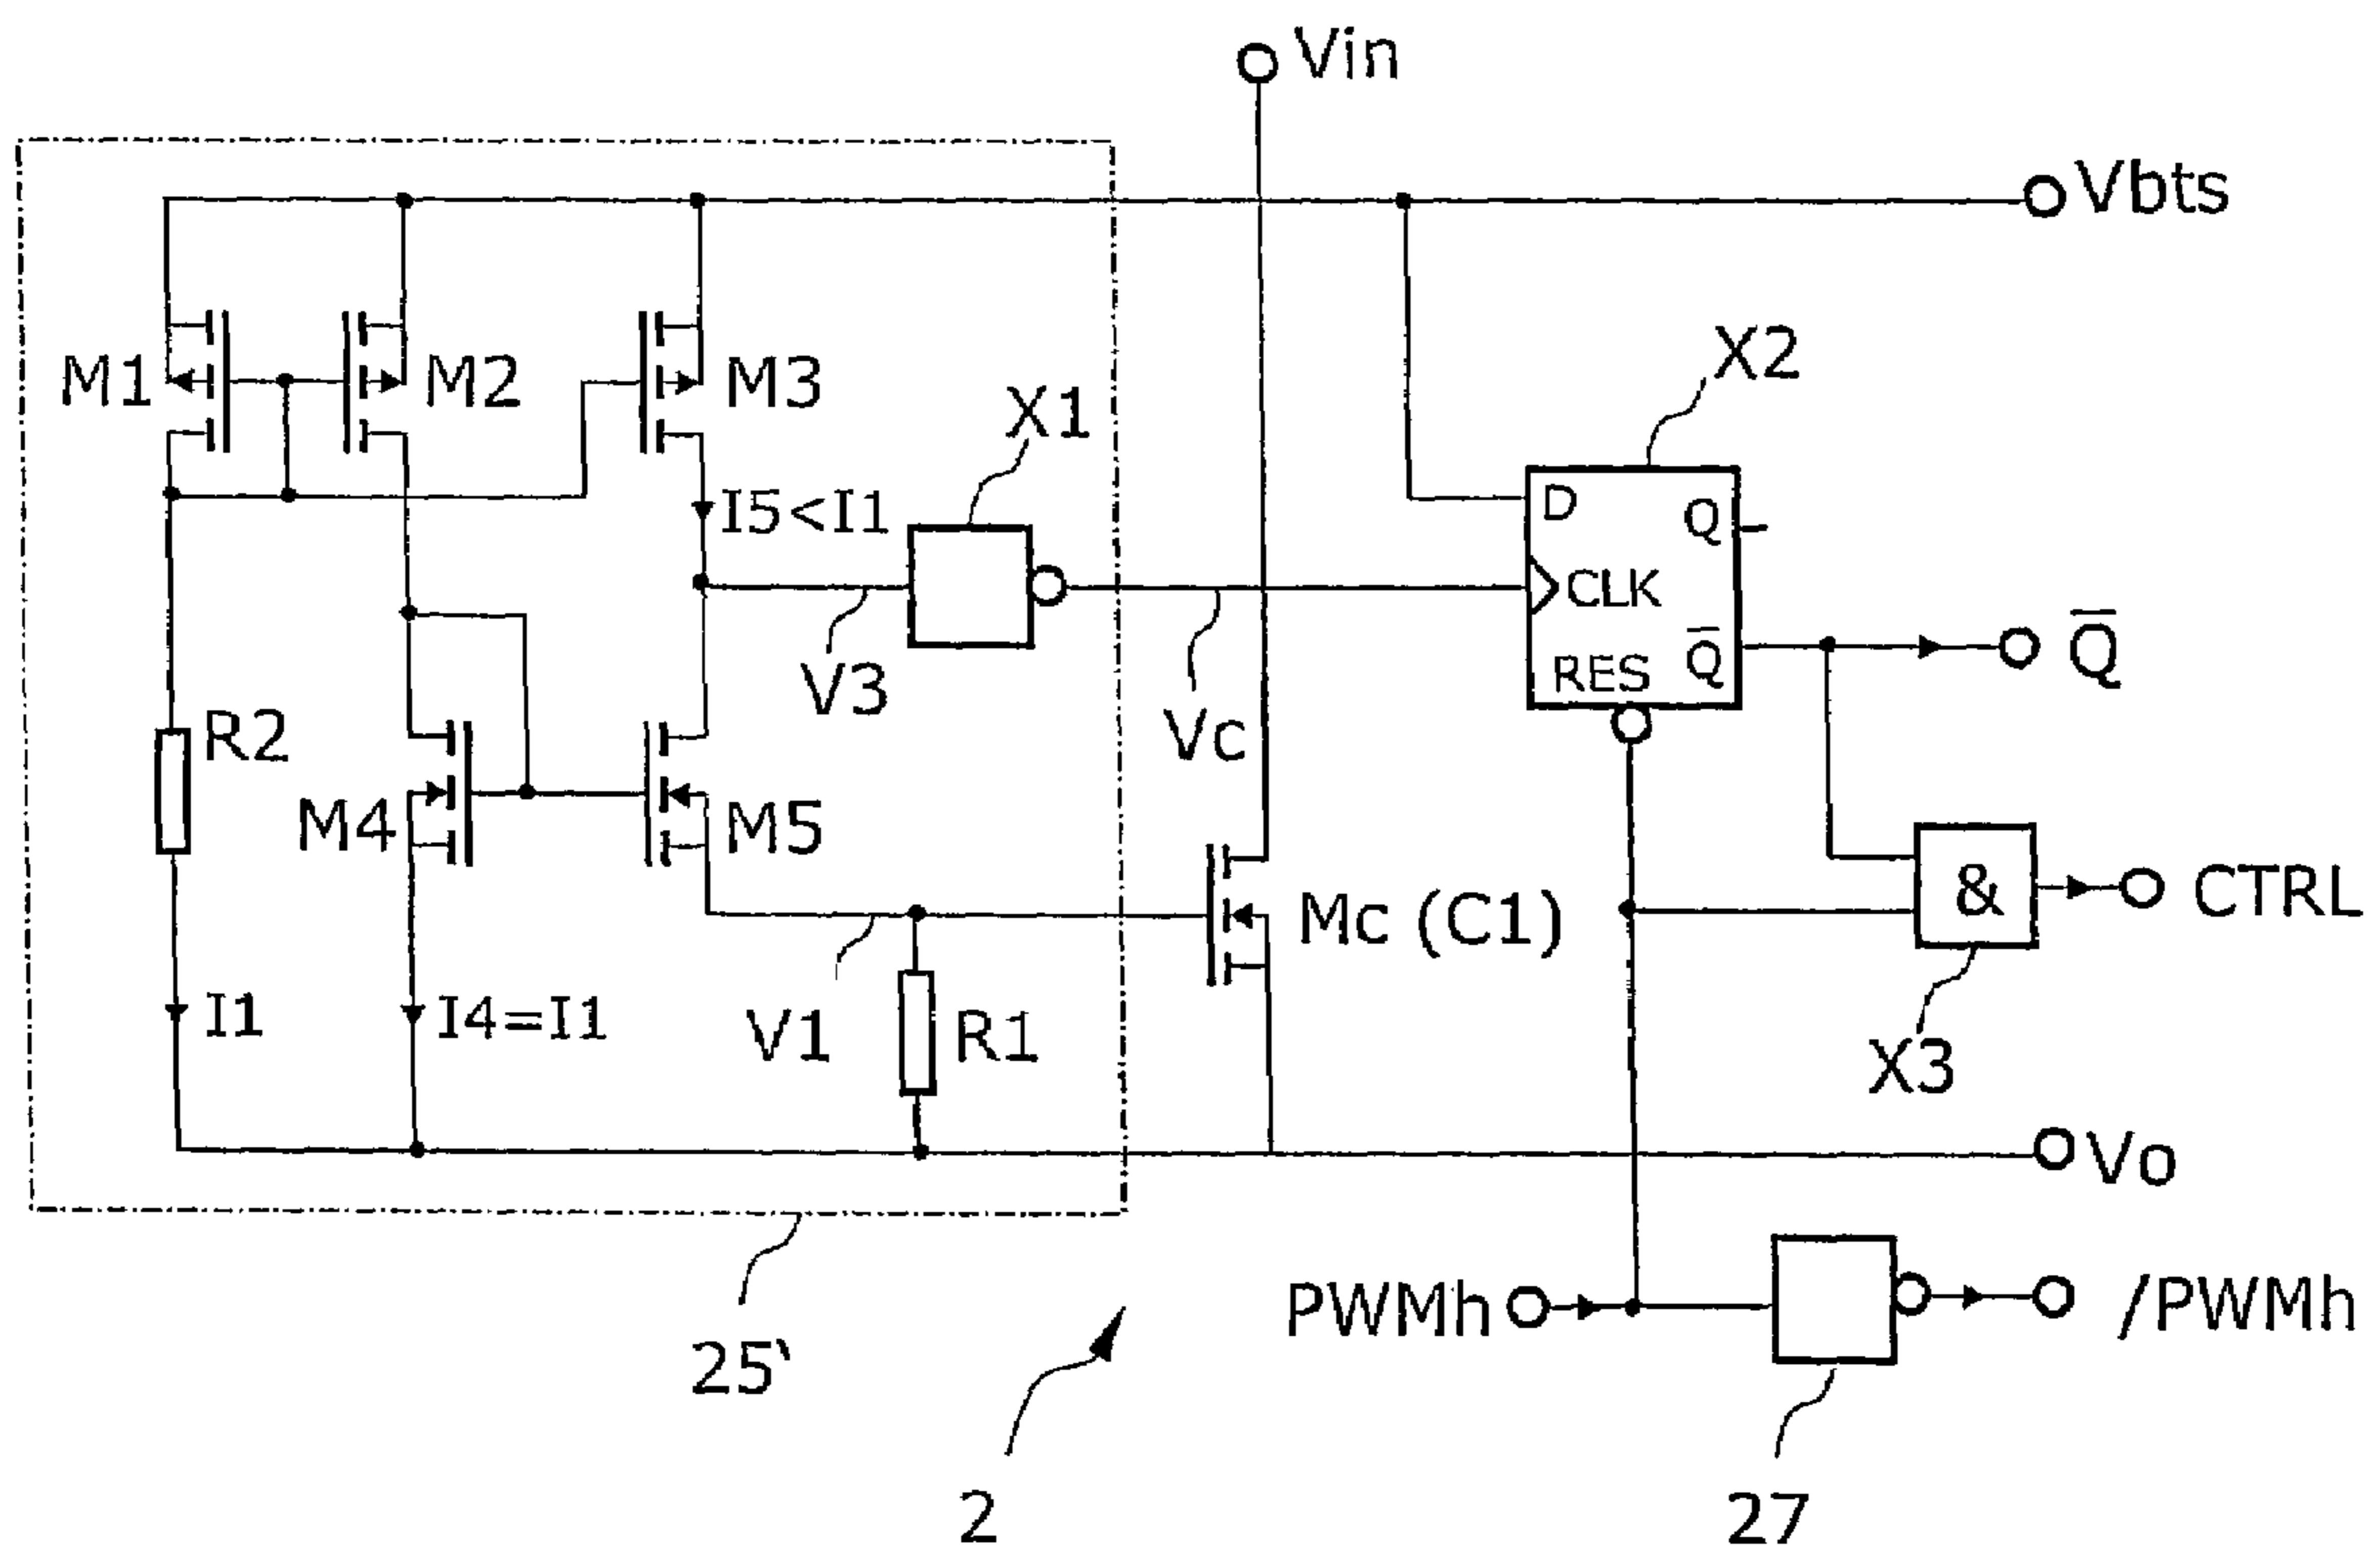 Vin
Vbts
M1
M2
M3
X1
X2
I5<I1
D
Q
CLK
RES
Q̅
Q̅
V3
Vc
R2
M4
M5
Mc (C1)
&
CTRL
I1
I4=I1
V1
R1
X3
Vo
PWMh
/PWMh
25'
2
27